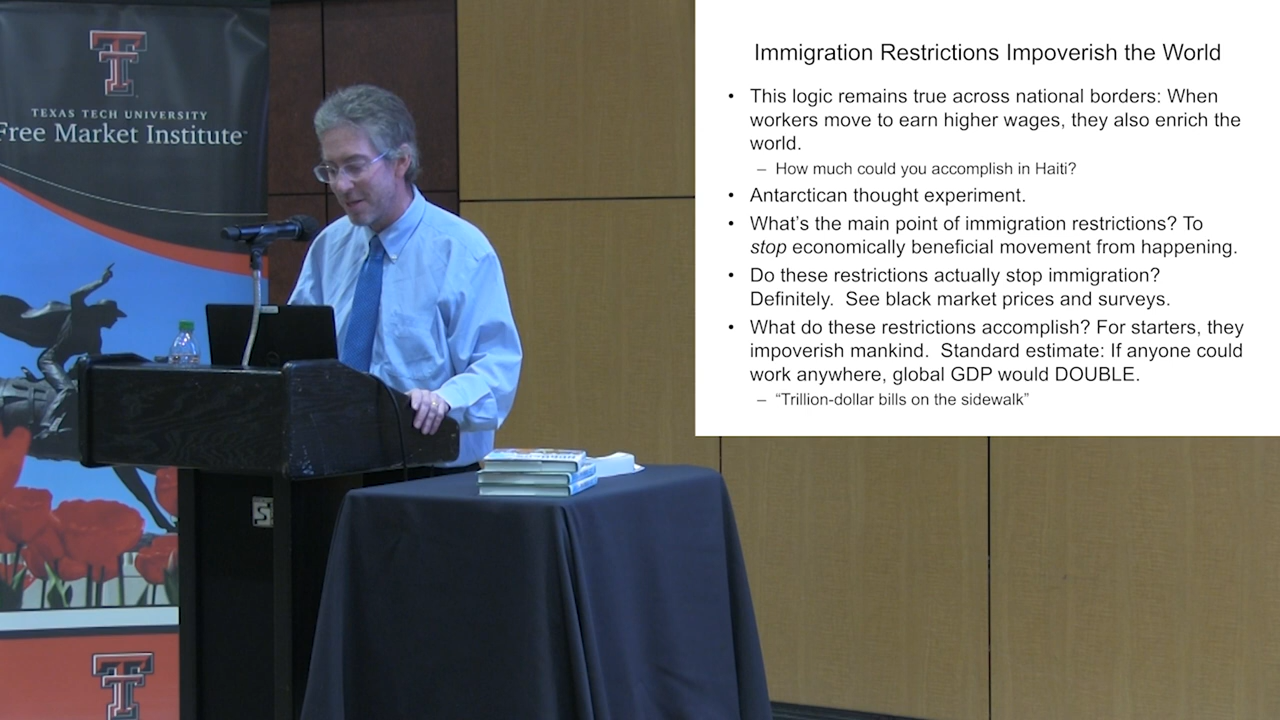 TEXAS TECH UNIVERSITY
Free Market Institute
Immigration Restrictions Impoverish the World
• This logic remains true across national borders: When
workers move to earn higher wages, they also enrich the
world.
– How much could you accomplish in Haiti?
• Antarctican thought experiment.
• What's the main point of immigration restrictions? To
stop economically beneficial movement from happening.
• Do these restrictions actually stop immigration?
Definitely. See black market prices and surveys.
• What do these restrictions accomplish? For starters, they
impoverish mankind. Standard estimate: If anyone could
work anywhere, global GDP would DOUBLE.
– “Trillion-dollar bills on the sidewalk”